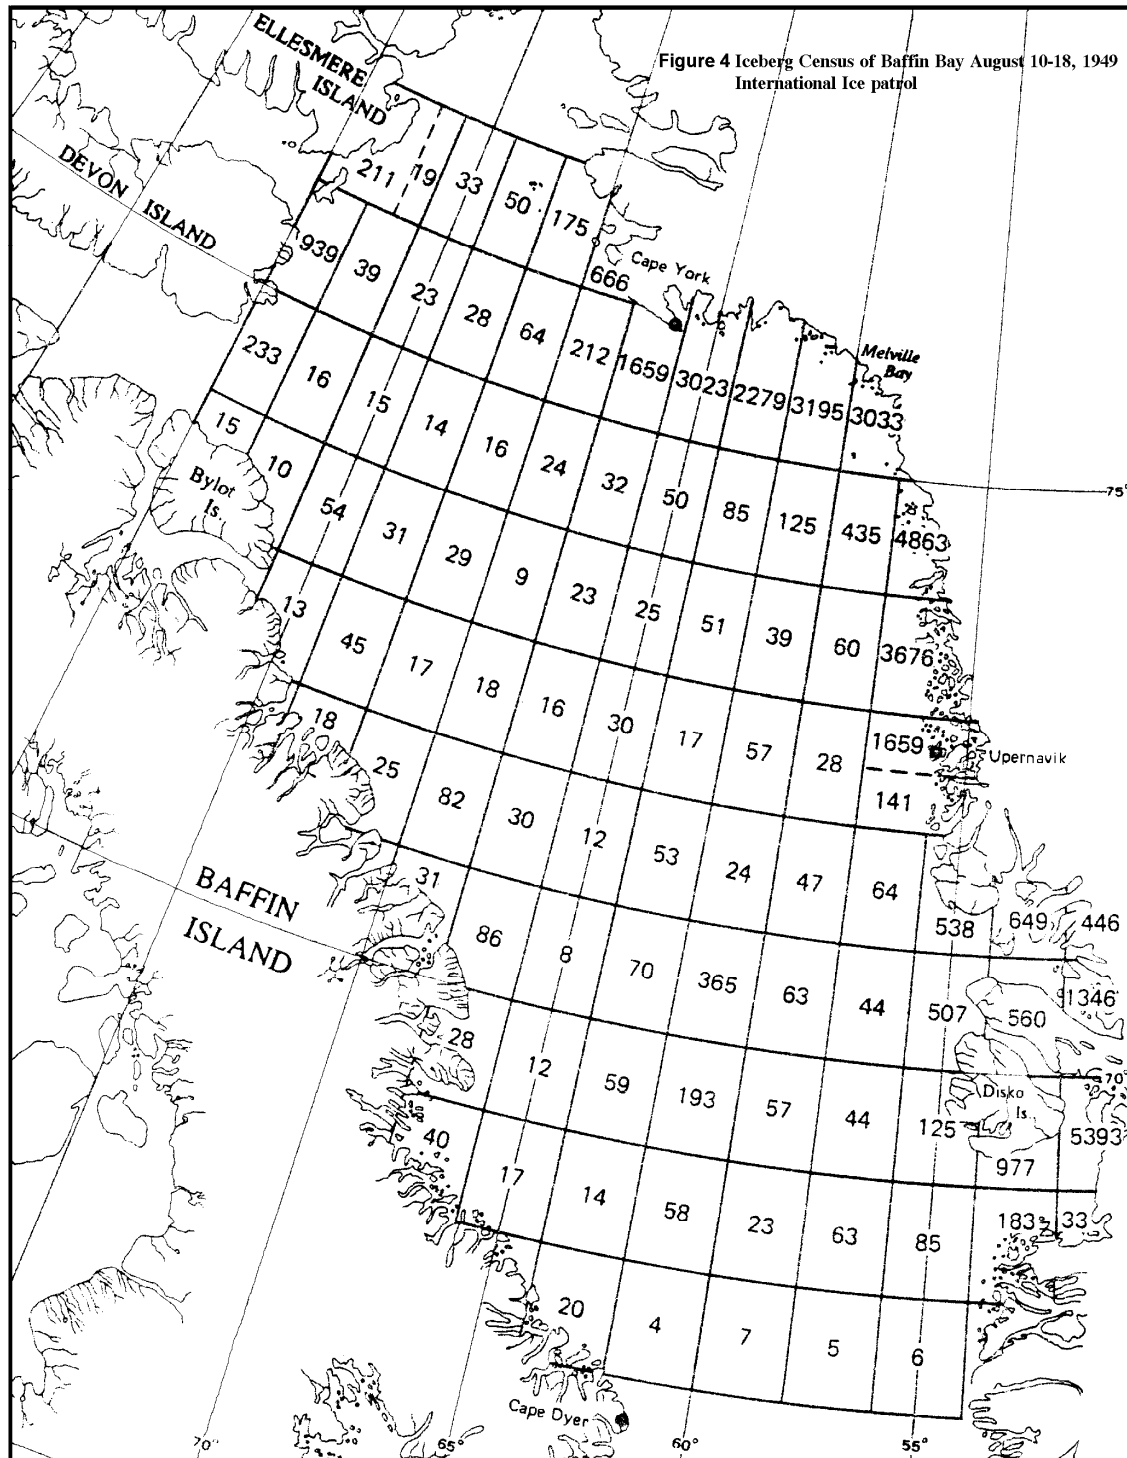 Figure 4 Iceberg Census of Baffin Bay August 10-18, 1949
International Ice patrol
ELLESMERE
ISLAND
DEVON
ISLAND
211 19 33 50 175
666
Cape York
939 39 23 28 64 212 1659 3023 2279 3195 3033
Melville
Bay
233 16 15 14 16 24 32 50 85 125 435 4863
75°
15 10 54 31 29 9 23 25 51 39 60 3676
Bylot
Is.
13 45 17 18 16 30 17 57 28 1659
Upernavik
141
18 25 82 30 12 53 24 47 64 538 649 446
BAFFIN
ISLAND
31 86 8 70 365 63 44 507 560 1346
70°
28 12 59 193 57 44 125 977 5393
Disko
Is.
40 17 14 58 23 63 85 183 33
20 4 7 5 6
Cape Dyer
70° 65° 60° 55°